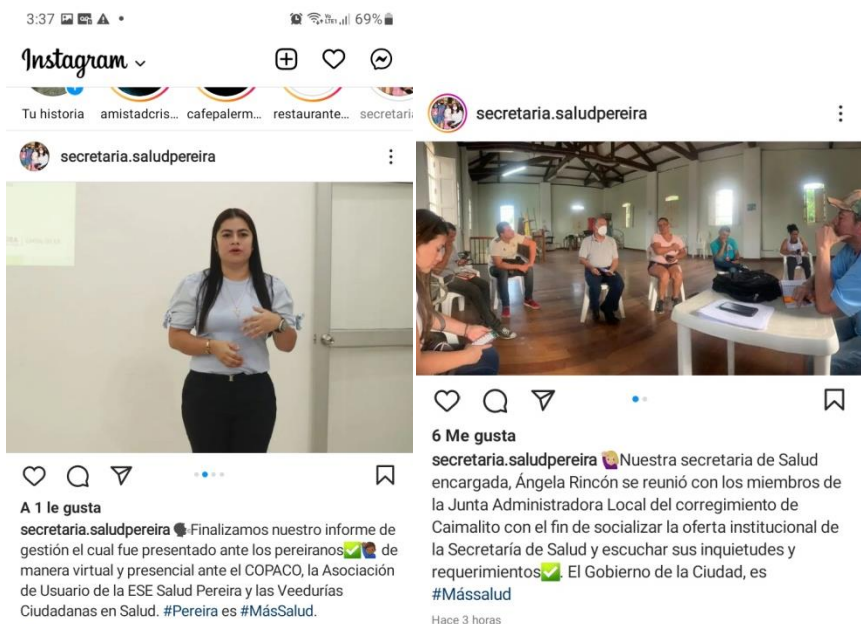 3:37
69%
Instagram
Tu historia
amistadcris...
cafepalerm...
restaurante...
secretari
secretaria.saludpereira
A 1 le gusta
secretaria.saludpereira 🗣Finalizamos nuestro informe de
gestión el cual fue presentado ante los pereiranos✅🙋🏾 de
manera virtual y presencial ante el COPACO, la Asociación
de Usuario de la ESE Salud Pereira y las Veedurías
Ciudadanas en Salud. #Pereira es #MásSalud.
secretaria.saludpereira
6 Me gusta
secretaria.saludpereira 🙋🏼Nuestra secretaria de Salud
encargada, Ángela Rincón se reunió con los miembros de
la Junta Administradora Local del corregimiento de
Caimalito con el fin de socializar la oferta institucional de
la Secretaría de Salud y escuchar sus inquietudes y
requerimientos✅. El Gobierno de la Ciudad, es
#Mássalud
Hace 3 horas